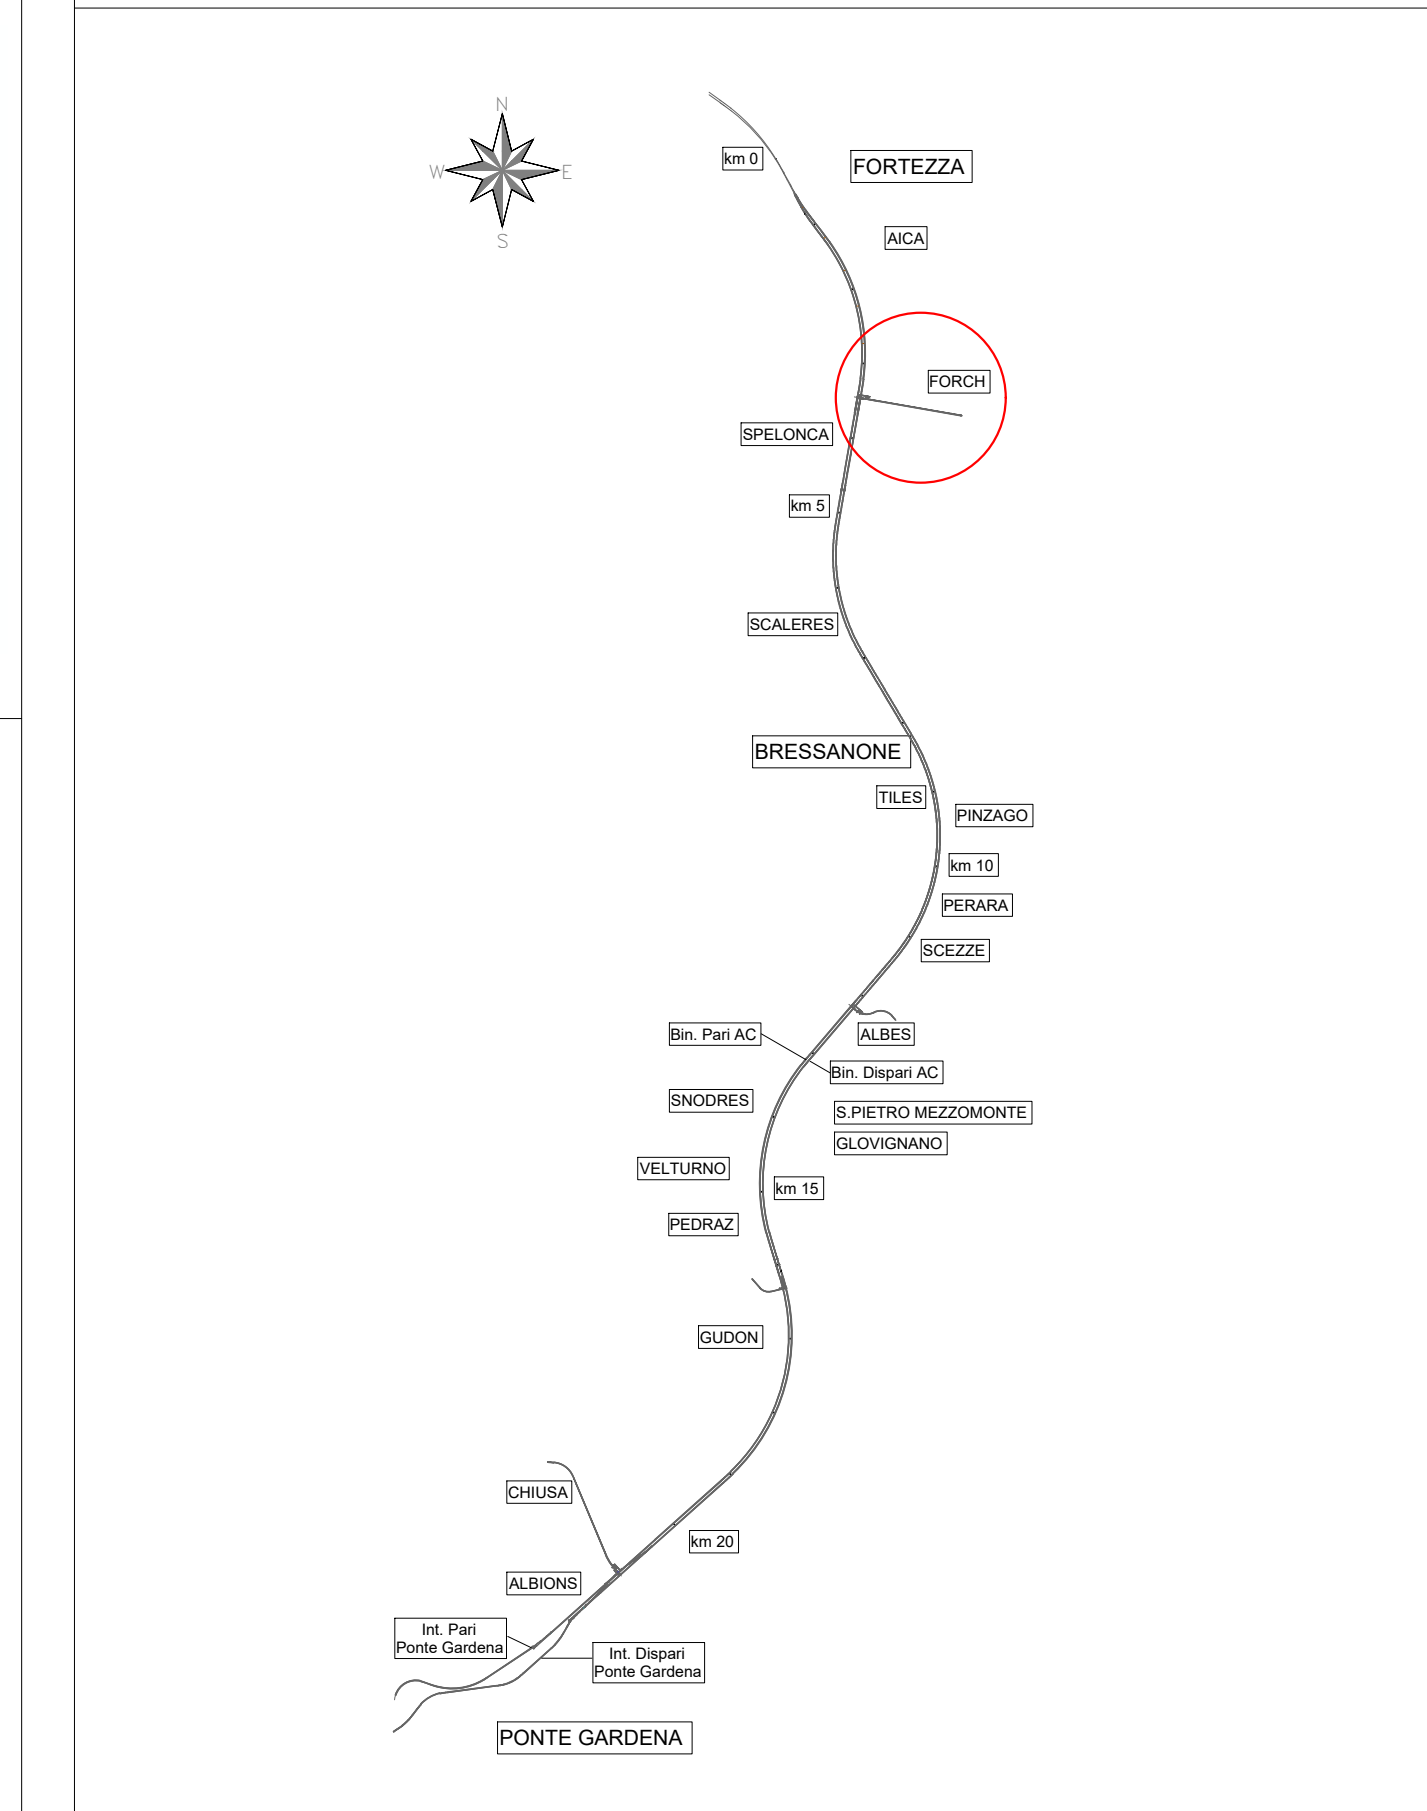 N
W
E
S
km 0
FORTEZZA
AICA
FORCH
SPELONCA
km 5
SCALERES
BRESSANONE
TILES
PINZAGO
km 10
PERARA
SCEZZE
Bin. Pari AC
ALBES
Bin. Dispari AC
SNODRES
S.PIETRO MEZZOMONTE
GLOVIGNANO
VELTURNO
km 15
PEDRAZ
GUDON
CHIUSA
km 20
ALBIONS
Int. Pari
Ponte Gardena
Int. Dispari
Ponte Gardena
PONTE GARDENA